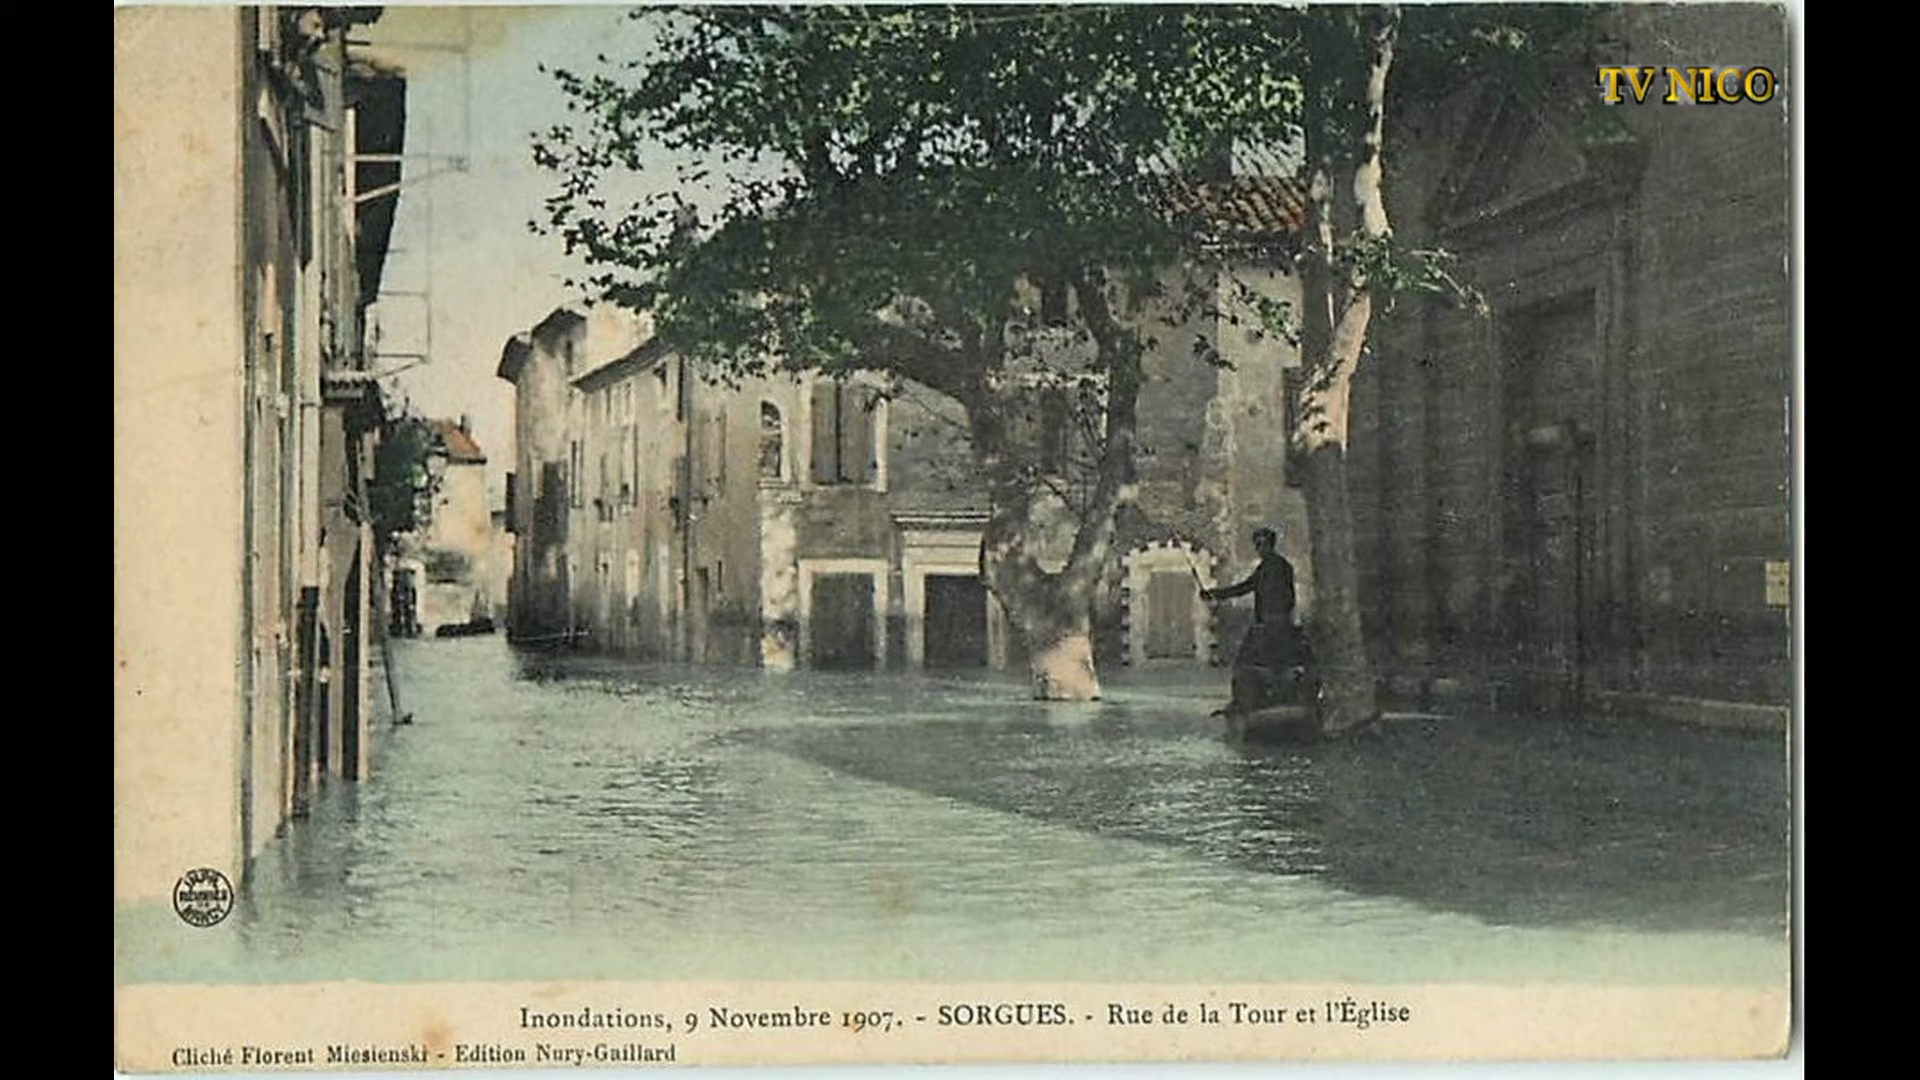 TV NICO
Inondations, 9 Novembre 1907. - SORGUES. - Rue de la Tour et l'Église
Cliché Florent Miesienski - Edition Nury-Gaillard